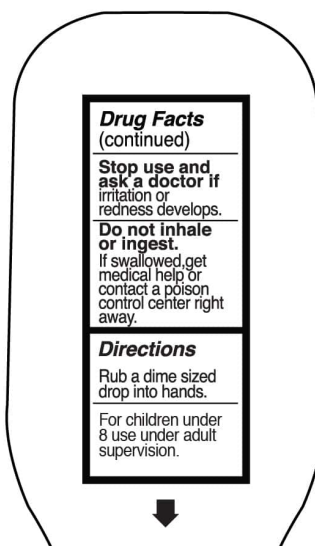 Drug Facts
(continued)
Stop use and
ask a doctor if
irritation or
redness develops.
Do not inhale
or ingest.
If swallowed,get
medical help or
contact a poison
control center right
away.
Directions
Rub a dime sized
drop into hands.
For children under
8 use under adult
supervision.